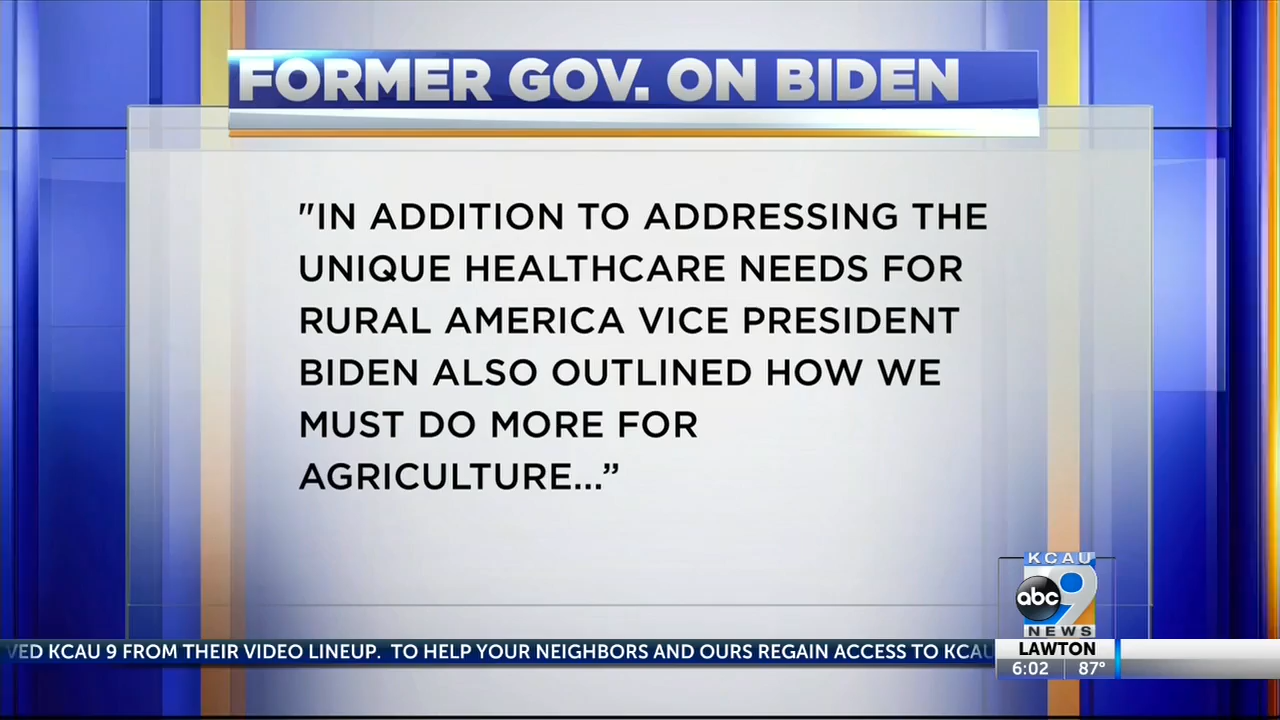 FORMER GOV. ON BIDEN
"IN ADDITION TO ADDRESSING THE
UNIQUE HEALTHCARE NEEDS FOR
RURAL AMERICA VICE PRESIDENT
BIDEN ALSO OUTLINED HOW WE
MUST DO MORE FOR
AGRICULTURE...”
KCAU
abc 9
NEWS
VED KCAU 9 FROM THEIR VIDEO LINEUP. TO HELP YOUR NEIGHBORS AND OURS REGAIN ACCESS TO KCAU
LAWTON
6:02 87°